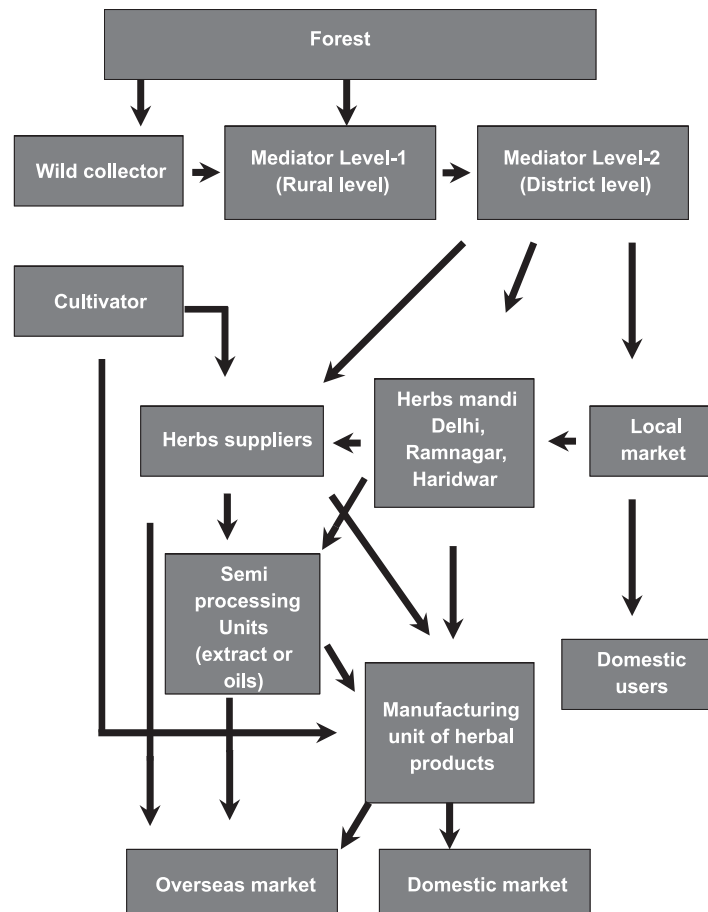 Forest
Wild collector
Mediator Level-1
(Rural level)
Mediator Level-2
(District level)
Cultivator
Herbs suppliers
Herbs mandi
Delhi,
Ramnagar,
Haridwar
Local
market
Semi
processing
Units
(extract or
oils)
Domestic
users
Manufacturing
unit of herbal
products
Overseas market
Domestic market